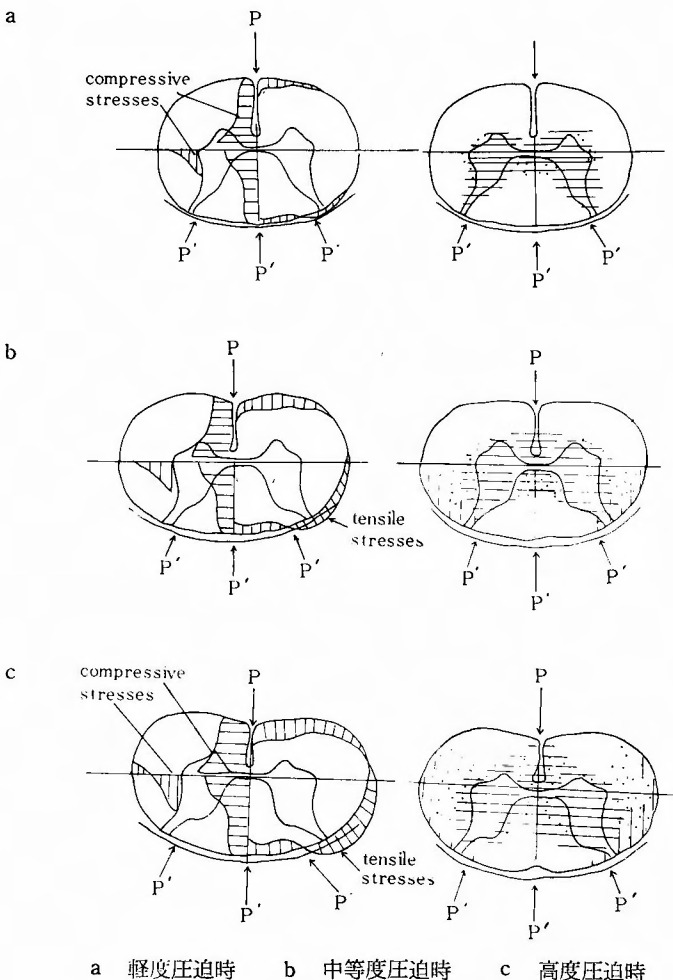 a
P
compressive
stresses
P'
P'
P'
P'
P'
P'
b
P
P
tensile
stresses
P'
P'
P'
P'
P'
P'
c
compressive
stresses
P
P
tensile
stresses
P'
P'
P'
P'
P'
P'
a 軽度圧迫時 b 中等度圧迫時 c 高度圧迫時